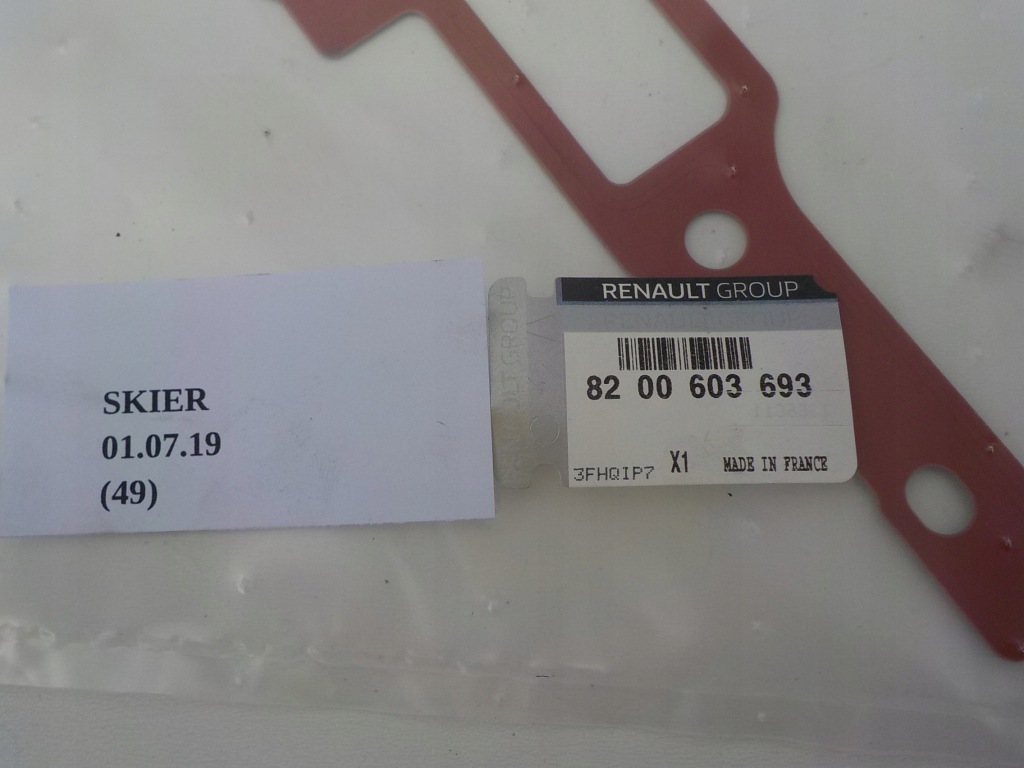 SKIER
01.07.19
(49)
RENAULT GROUP
82 00 603 693
3FHQIP7 X1 MADE IN FRANCE